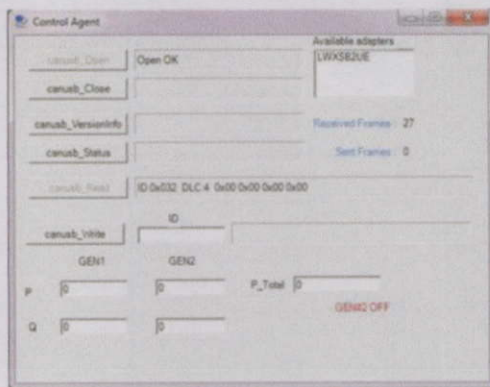 Control Agent
Available adapters
canusb_Open
Open OK
LWXSB2UE
canusb_Close
canusb_VersionInfo
Received Frames : 27
canusb_Status
Sent Frames : 0
canusb_Read
ID 0x032 DLC 4 0x00 0x00 0x00 0x00
ID
canusb_Write
GEN1 GEN2
P 0 0 P_Total 0
GEN#2 OFF
Q 0 0